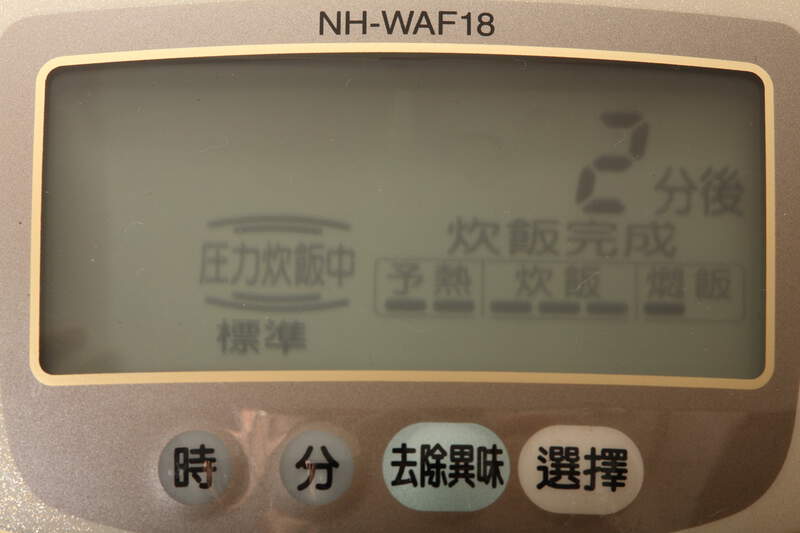 NH-WAF18
2分後
炊飯完成
圧力炊飯中
予熱 炊飯 燜飯
標準
時 分 去除異味 選擇